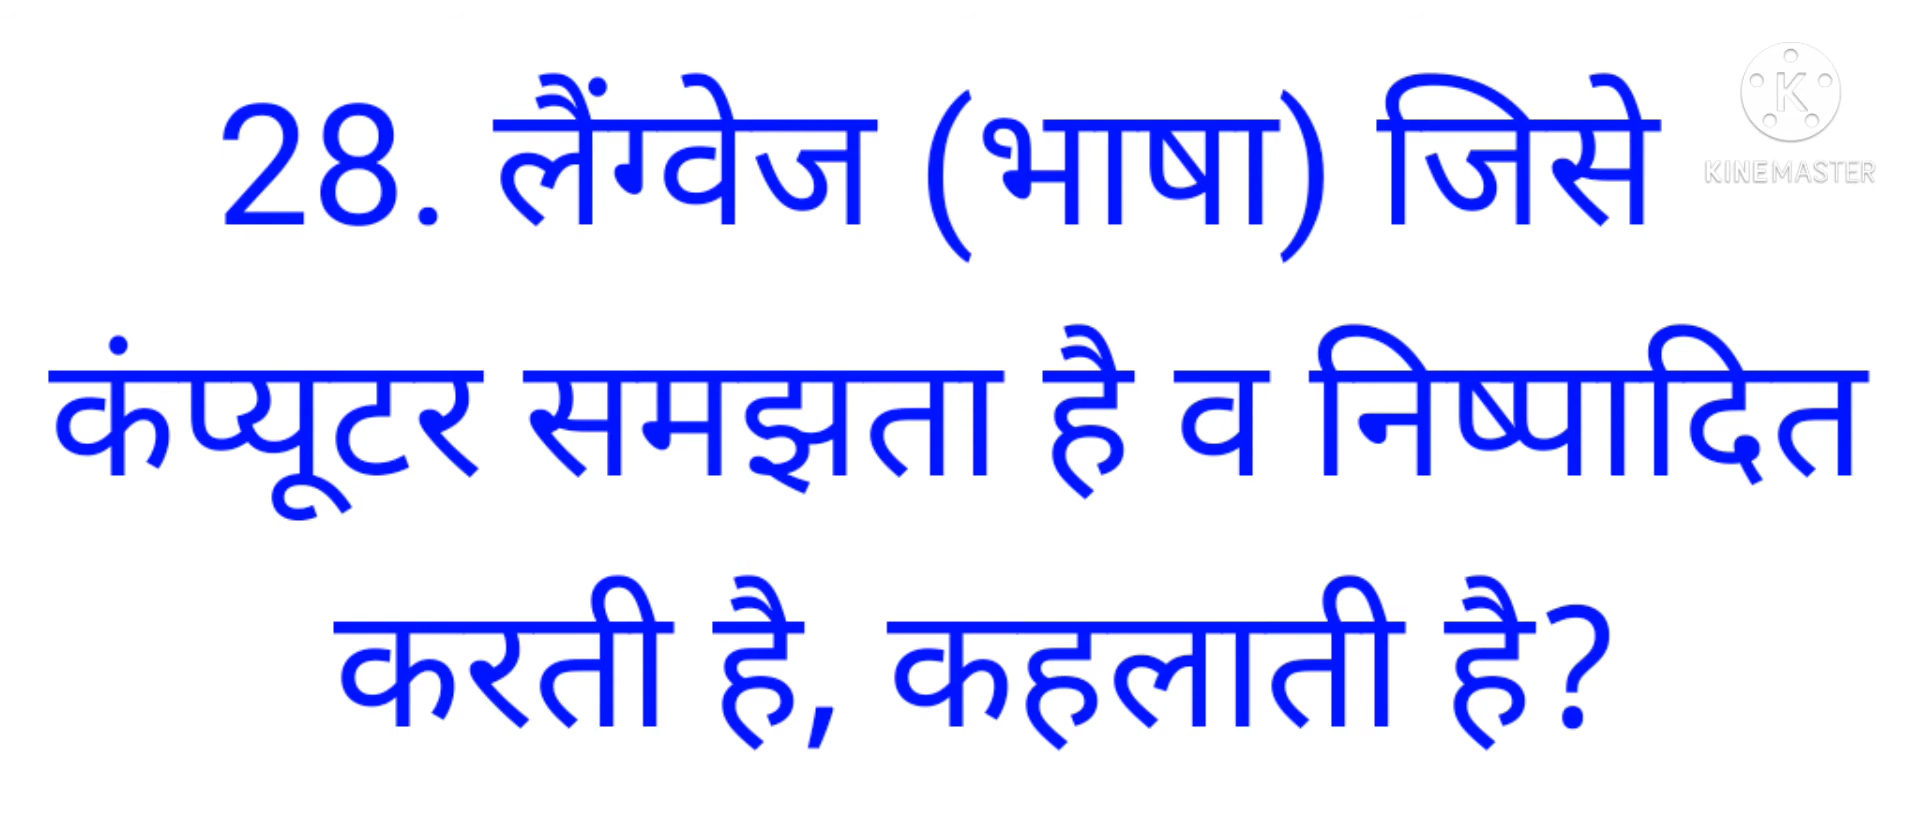 28. लैंग्वेज (भाषा) जिसे
कंप्यूटर समझता है व निष्पादित
करती है, कहलाती है?
K
KINEMASTER